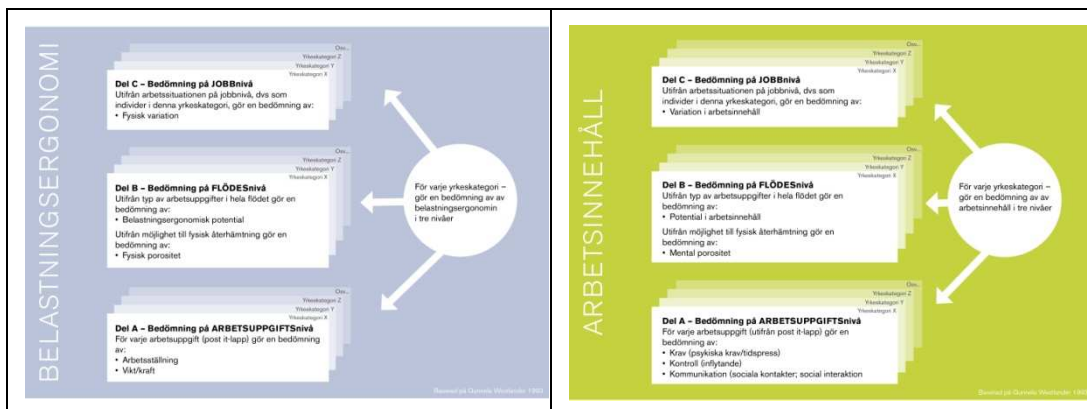 BELASTNINGSERGONOMI
Osv...
Yrkeskategori Z
Yrkeskategori Y
Yrkeskategori X
Del C – Bedömning på JOBBnivå
Utifrån arbetssituationen på jobbnivå, dvs som
individer i denna yrkeskategori, gör en bedömning av:
• Fysisk variation
Osv...
Yrkeskategori Z
Yrkeskategori Y
Yrkeskategori X
Del B – Bedömning på FLÖDESnivå
Utifrån typ av arbetsuppgifter i hela flödet gör en
bedömning av:
• Belastningsergonomisk potential
Utifrån möjlighet till fysisk återhämtning gör en
bedömning av:
• Fysisk porositet
Osv...
Yrkeskategori Z
Yrkeskategori Y
Yrkeskategori X
Del A – Bedömning på ARBETSUPPGIFTSnivå
För varje arbetsuppgift (post it-lapp) gör en bedömning
av:
• Arbetsställning
• Vikt/kraft
För varje yrkeskategori –
gör en bedömning av av
belastningsergonomin
i tre nivåer
Baserad på Gunnela Westlander 1993
ARBETSINNEHÅLL
Osv...
Yrkeskategori Z
Yrkeskategori Y
Yrkeskategori X
Del C – Bedömning på JOBBnivå
Utifrån arbetssituationen på jobbnivå, dvs som
individer i denna yrkeskategori, gör en bedömning av:
• Variation i arbetsinnehåll
Osv...
Yrkeskategori Z
Yrkeskategori Y
Yrkeskategori X
Del B – Bedömning på FLÖDESnivå
Utifrån typ av arbetsuppgifter i hela flödet gör en
bedömning av:
• Potential i arbetsinnehåll
Utifrån möjlighet till fysisk återhämtning gör en
bedömning av:
• Mental porositet
Osv...
Yrkeskategori Z
Yrkeskategori Y
Yrkeskategori X
Del A – Bedömning på ARBETSUPPGIFTSnivå
För varje arbetsuppgift (utifrån post it-lapp) gör en
bedömning av:
• Krav (psykiska krav/tidspress)
• Kontroll (inflytande)
• Kommunikation (sociala kontakter; social interaktion
För varje yrkeskategori –
gör en bedömning av av
arbetsinnehåll i tre nivåer
Baserad på Gunnela Westlander